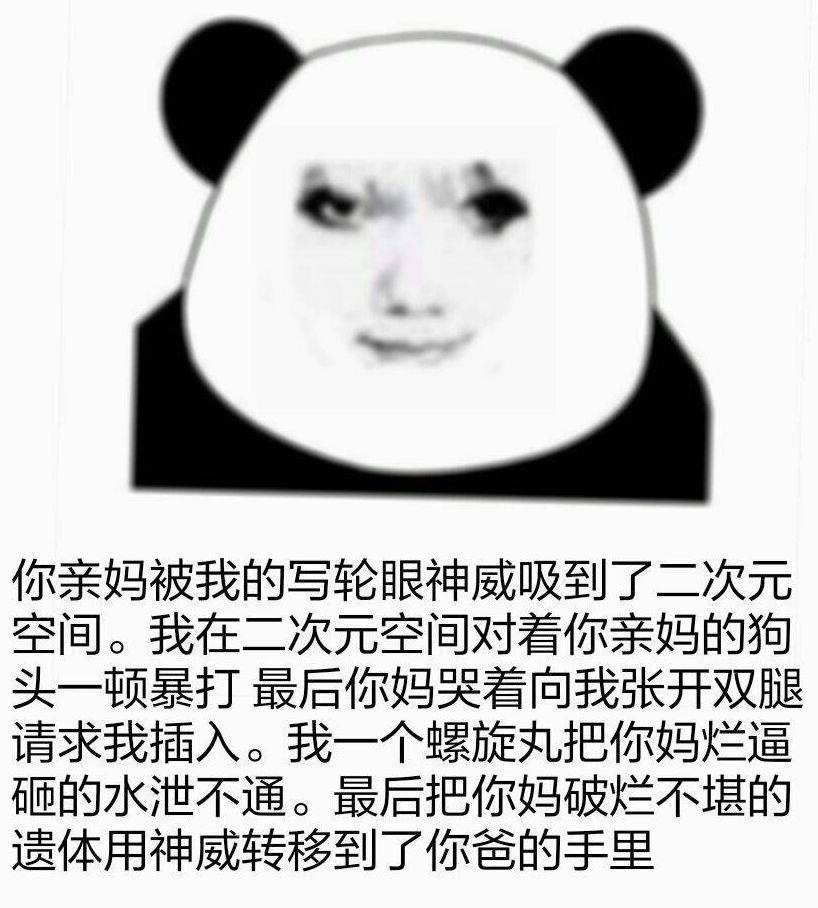 你亲妈被我的写轮眼神威吸到了二次元
空间。我在二次元空间对着你亲妈的狗
头一顿暴打 最后你妈哭着向我张开双腿
请求我插入。我一个螺旋丸把你妈烂逼
砸的水泄不通。最后把你妈破烂不堪的
遗体用神威转移到了你爸的手里